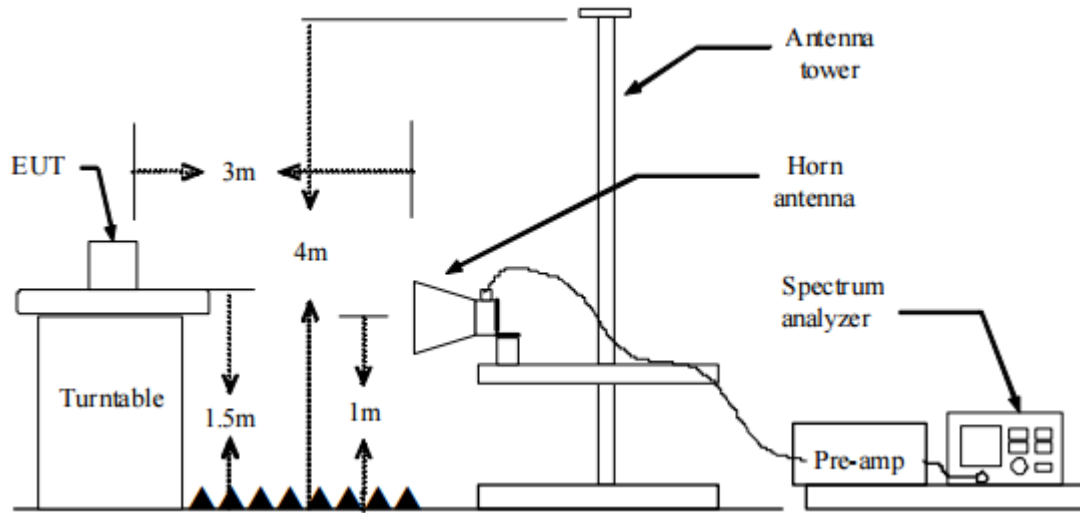 Antenna
tower
EUT
3m
Horn
antenna
4m
Spectrum
analyzer
Turntable
1.5m
1m
Pre-amp